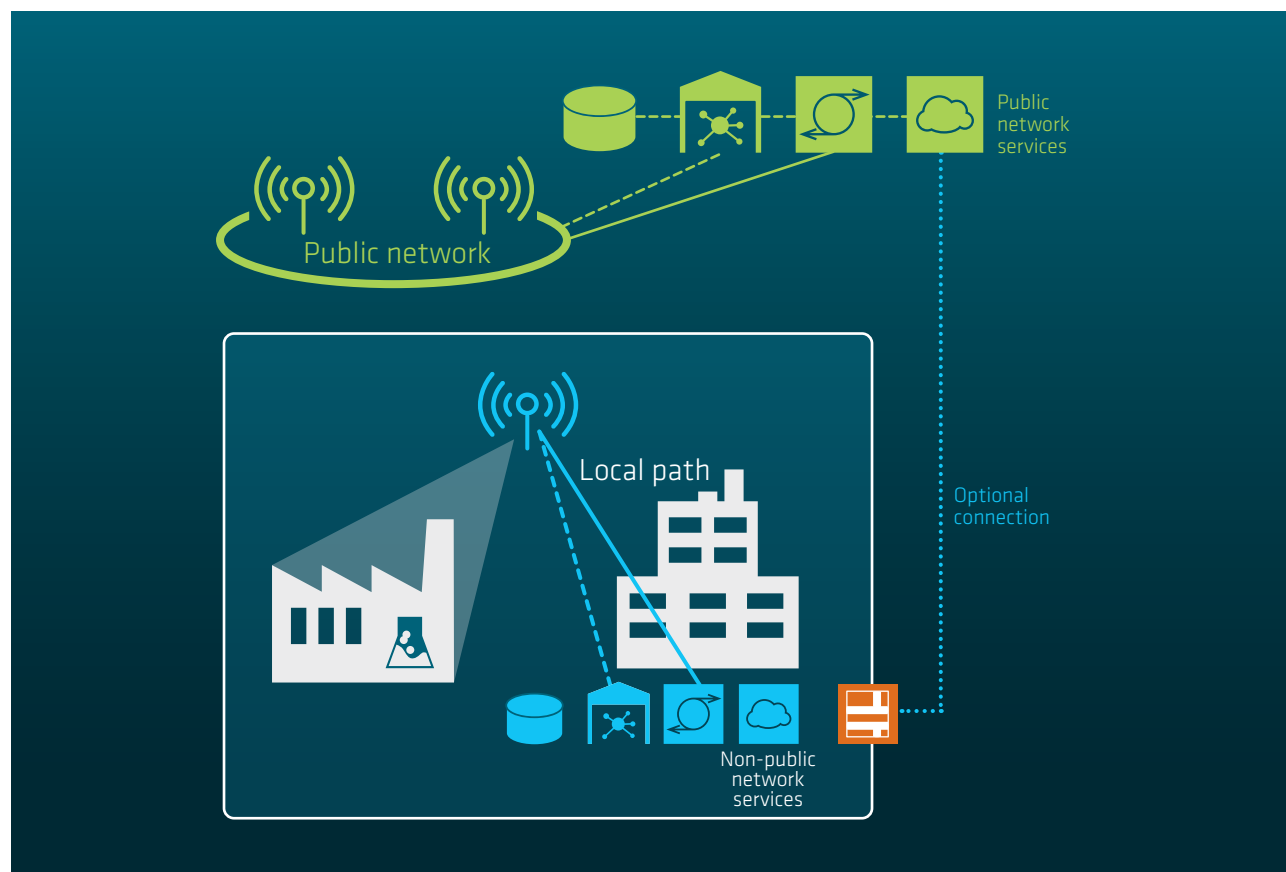 Public
network
services
Public network
Local path
Optional
connection
Non-public
network
services